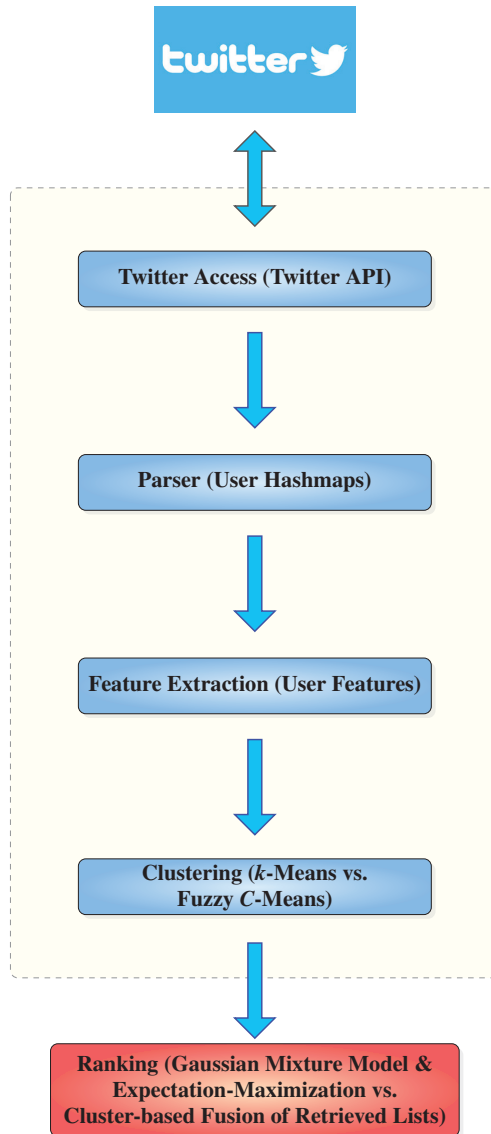 twitter
Twitter Access (Twitter API)
Parser (User Hashmaps)
Feature Extraction (User Features)
Clustering (k-Means vs.
Fuzzy C-Means)
Ranking (Gaussian Mixture Model &
Expectation-Maximization vs.
Cluster-based Fusion of Retrieved Lists)